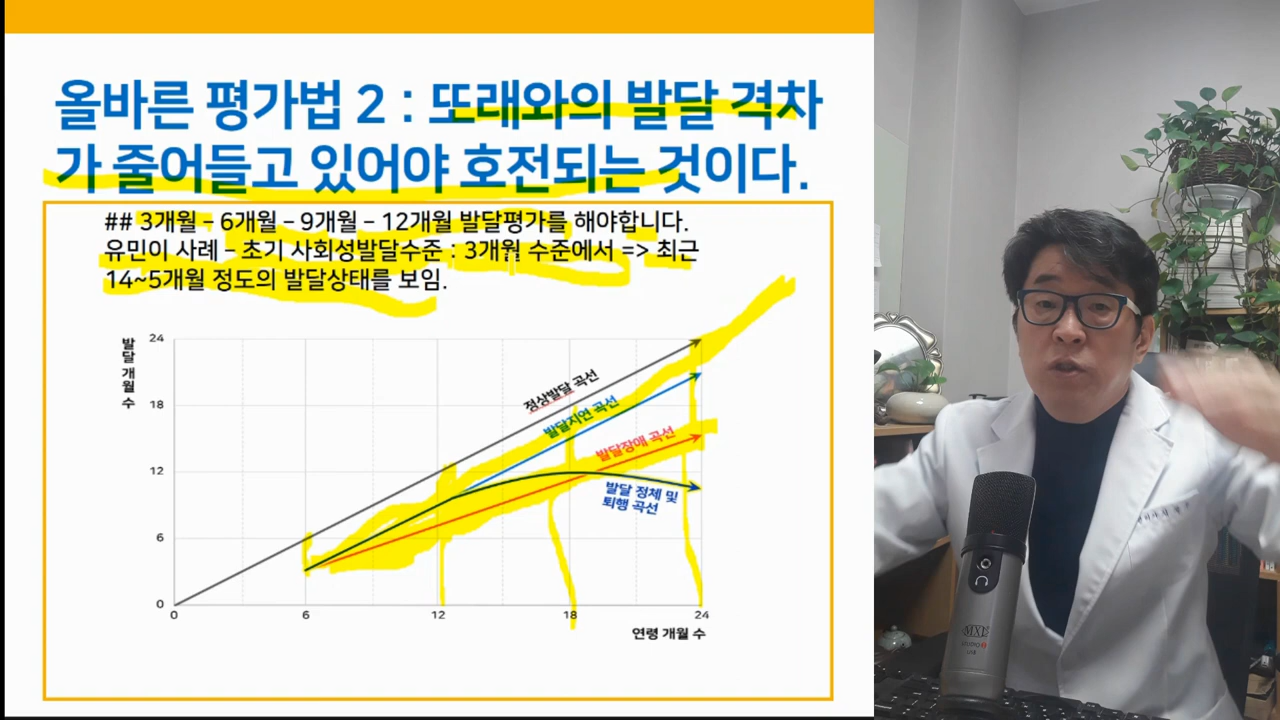 올바른 평가법 2 : 또래와의 발달 격차
가 줄어들고 있어야 호전되는 것이다.
## 3개월 – 6개월 – 9개월 – 12개월 발달평가를 해야합니다.
유민이 사례 – 초기 사회성발달수준 : 3개월 수준에서 => 최근
14~5개월 정도의 발달상태를 보임.
발달 개월 수
24
18
12
6
0
정상발달 곡선
발달지연 곡선
발달장애 곡선
발달 정체 및
퇴행 곡선
0 6 12 18 24
연령 개월 수
MXL
STUDIO
USB